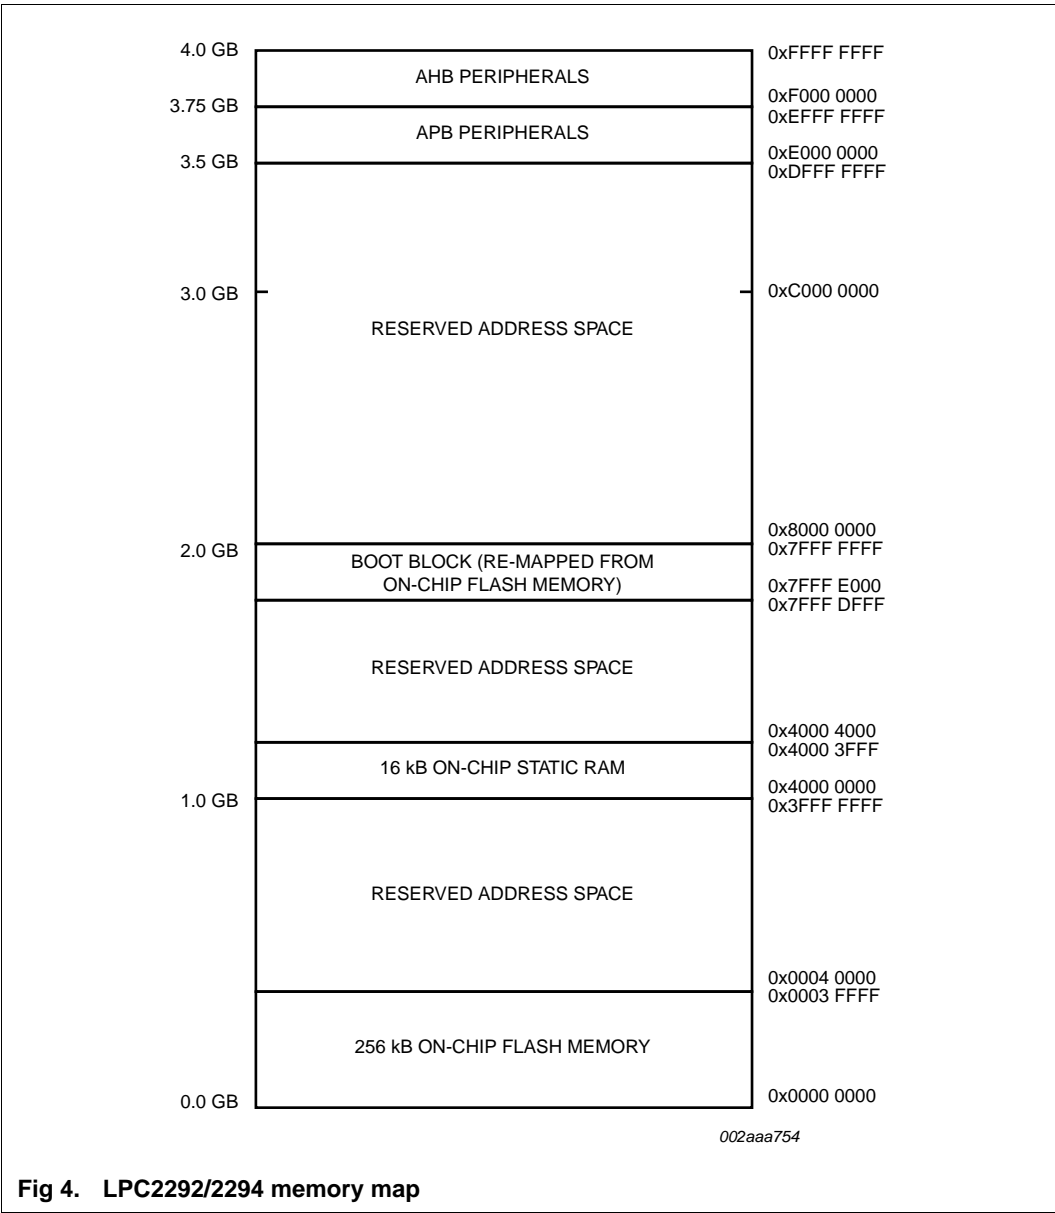 4.0 GB
0xFFFF FFFF
AHB PERIPHERALS
0xF000 0000
3.75 GB
0xEFFF FFFF
APB PERIPHERALS
0xE000 0000
3.5 GB
0xDFFF FFFF
3.0 GB
0xC000 0000
RESERVED ADDRESS SPACE
0x8000 0000
2.0 GB
0x7FFF FFFF
BOOT BLOCK (RE-MAPPED FROM
ON-CHIP FLASH MEMORY)
0x7FFF E000
0x7FFF DFFF
RESERVED ADDRESS SPACE
0x4000 4000
0x4000 3FFF
16 kB ON-CHIP STATIC RAM
0x4000 0000
1.0 GB
0x3FFF FFFF
RESERVED ADDRESS SPACE
0x0004 0000
0x0003 FFFF
256 kB ON-CHIP FLASH MEMORY
0.0 GB
0x0000 0000
002aaa754
Fig 4. LPC2292/2294 memory map